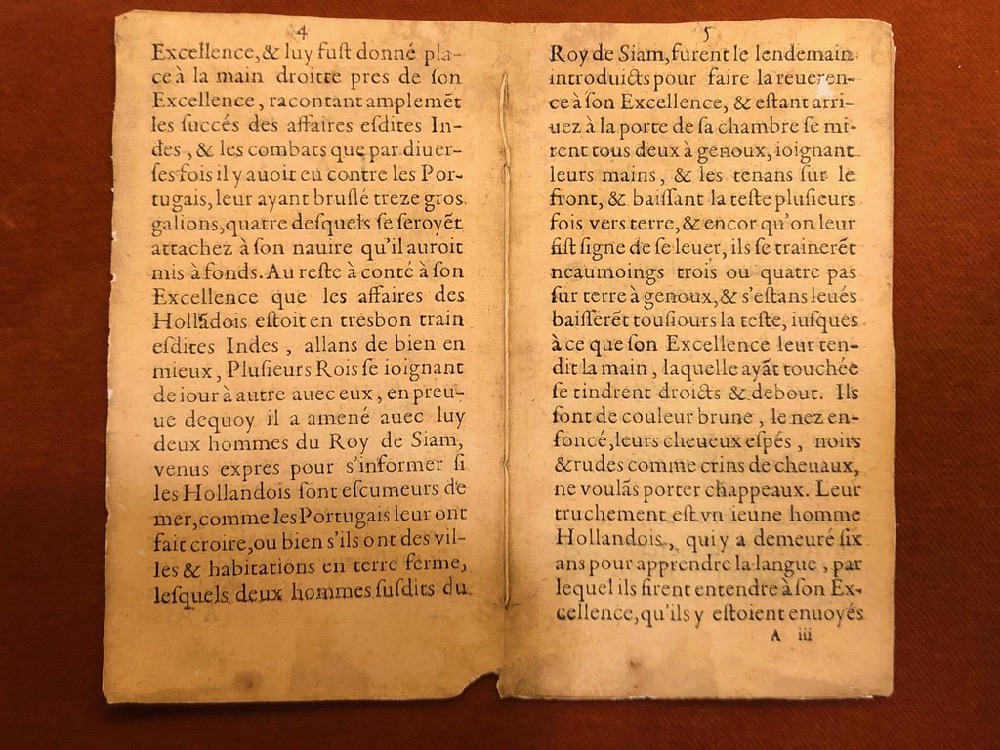 4
Excellence, & luy fuſt donné pla-
ce à la main droitte pres de ſon
Excellence, racontant amplemẽt
les ſuccés des affaires eſdites In-
des, & les combats que par diuer-
ſes fois il y auoit eu contre les Por-
tugais, leur ayant bruſlé treze gros
galions, quatre deſquels ſe ſeroyẽt
attachez à ſon nauire qu'il auroit
mis à fonds. Au reſte à conté à ſon
Excellence que les affaires des
Hollãdois eſtoit en tresbon train
eſdites Indes, allans de bien en
mieux, Pluſieurs Rois ſe ioignant
de iour à autre auec eux, en preu-
ue dequoy il a amené auec luy
deux hommes du Roy de Siam,
venus expres pour s'informer ſi
les Hollandois ſont eſcumeurs de
mer, comme les Portugais leur ont
fait croire, ou bien s'ils ont des vil-
les & habitations en terre ferme,
leſquels deux hommes ſuſdits du
5
Roy de Siam, furent le lendemain
introduicts pour faire la reueren-
ce à ſon Excellence, & eſtant arri-
uez à la porte de ſa chambre ſe mi-
rent tous deux à genoux, ioignant
leurs mains, & les tenans ſur le
front, & baiſſant la teſte pluſieurs
fois vers terre, & encor qu'on leur
fiſt ſigne de ſe leuer, ils ſe trainerẽt
neaumoings trois ou quatre pas
ſur terre à genoux, & s'eſtans leués
baiſſerẽt touſiours la teſte, iuſques
à ce que ſon Excellence leur ten-
dit la main, laquelle ayãt touchée
ſe tindrent droicts & debout. Ils
ſont de couleur brune, le nez en-
foncé, leurs cheueux eſpés, noirs
& rudes comme crins de cheuaux,
ne voulãs porter chappeaux. Leur
truchement eſt vn ieune homme
Hollandois, qui y a demeuré ſix
ans pour apprendre la langue, par
lequel ils firent entendre à ſon Ex-
cellence, qu'ils y eſtoient enuoyés
A iii